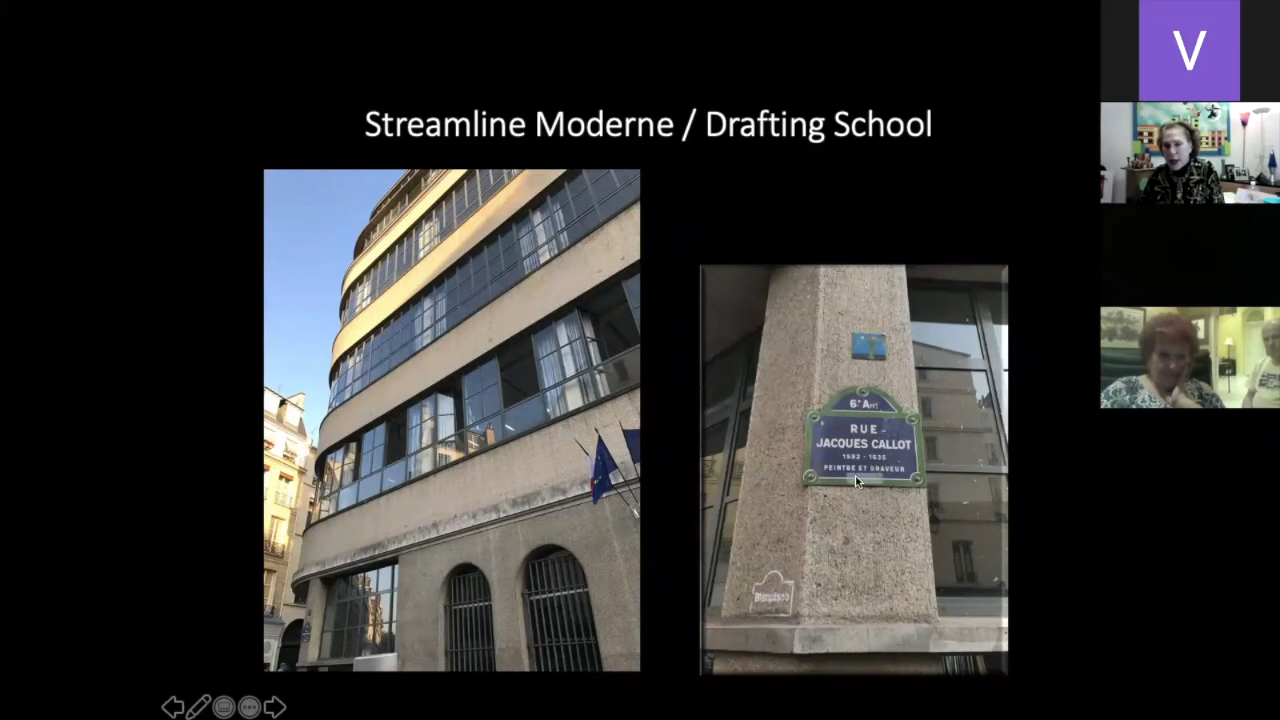 Streamline Moderne / Drafting School
V
6ᵉ Arrᵗ
RUE
JACQUES CALLOT
1592 - 1635
PEINTRE ET GRAVEUR